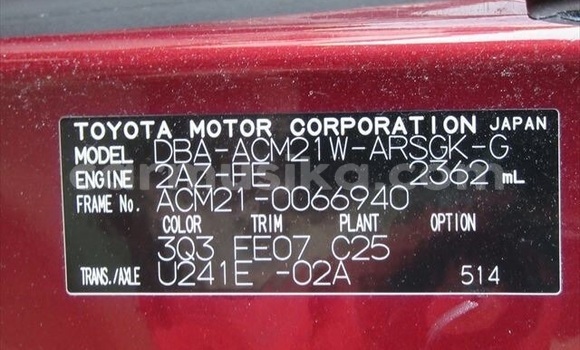 TOYOTA MOTOR CORPORATION JAPAN
MODEL DBA-ACM21W-ARSGK-G
ENGINE 2AZ-FE 2362 mL
FRAME No. ACM21-0066940
COLOR TRIM PLANT OPTION
3Q3 FE07 C25
TRANS./AXLE U241E -02A 514